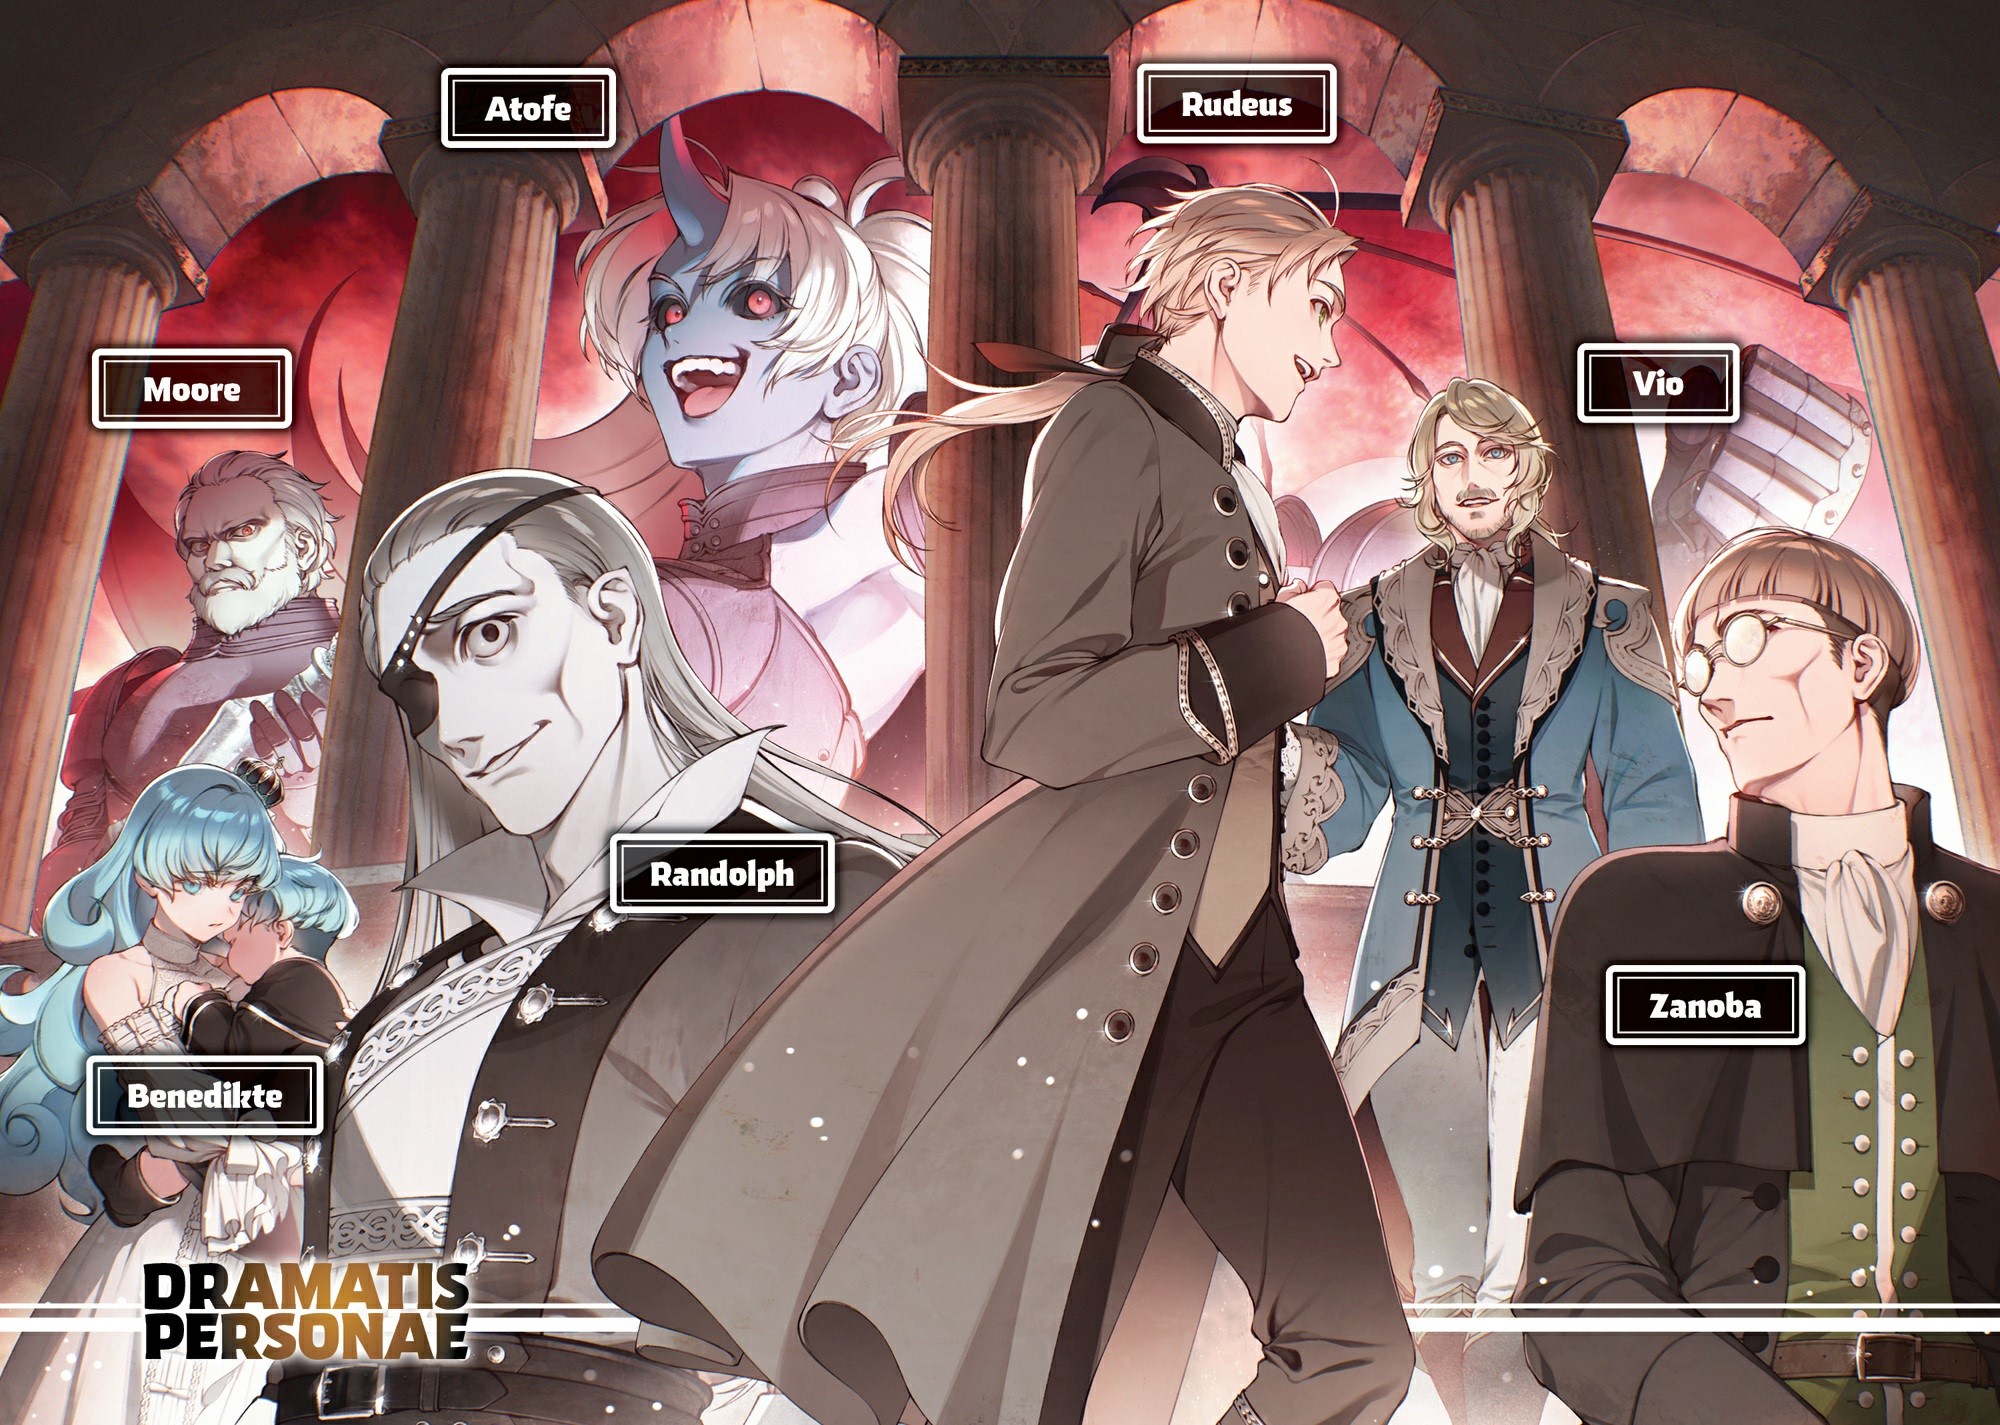 Atofe
Rudeus
Moore
Vio
Randolph
Zanoba
Benedikte
DRAMATIS
PERSONAE